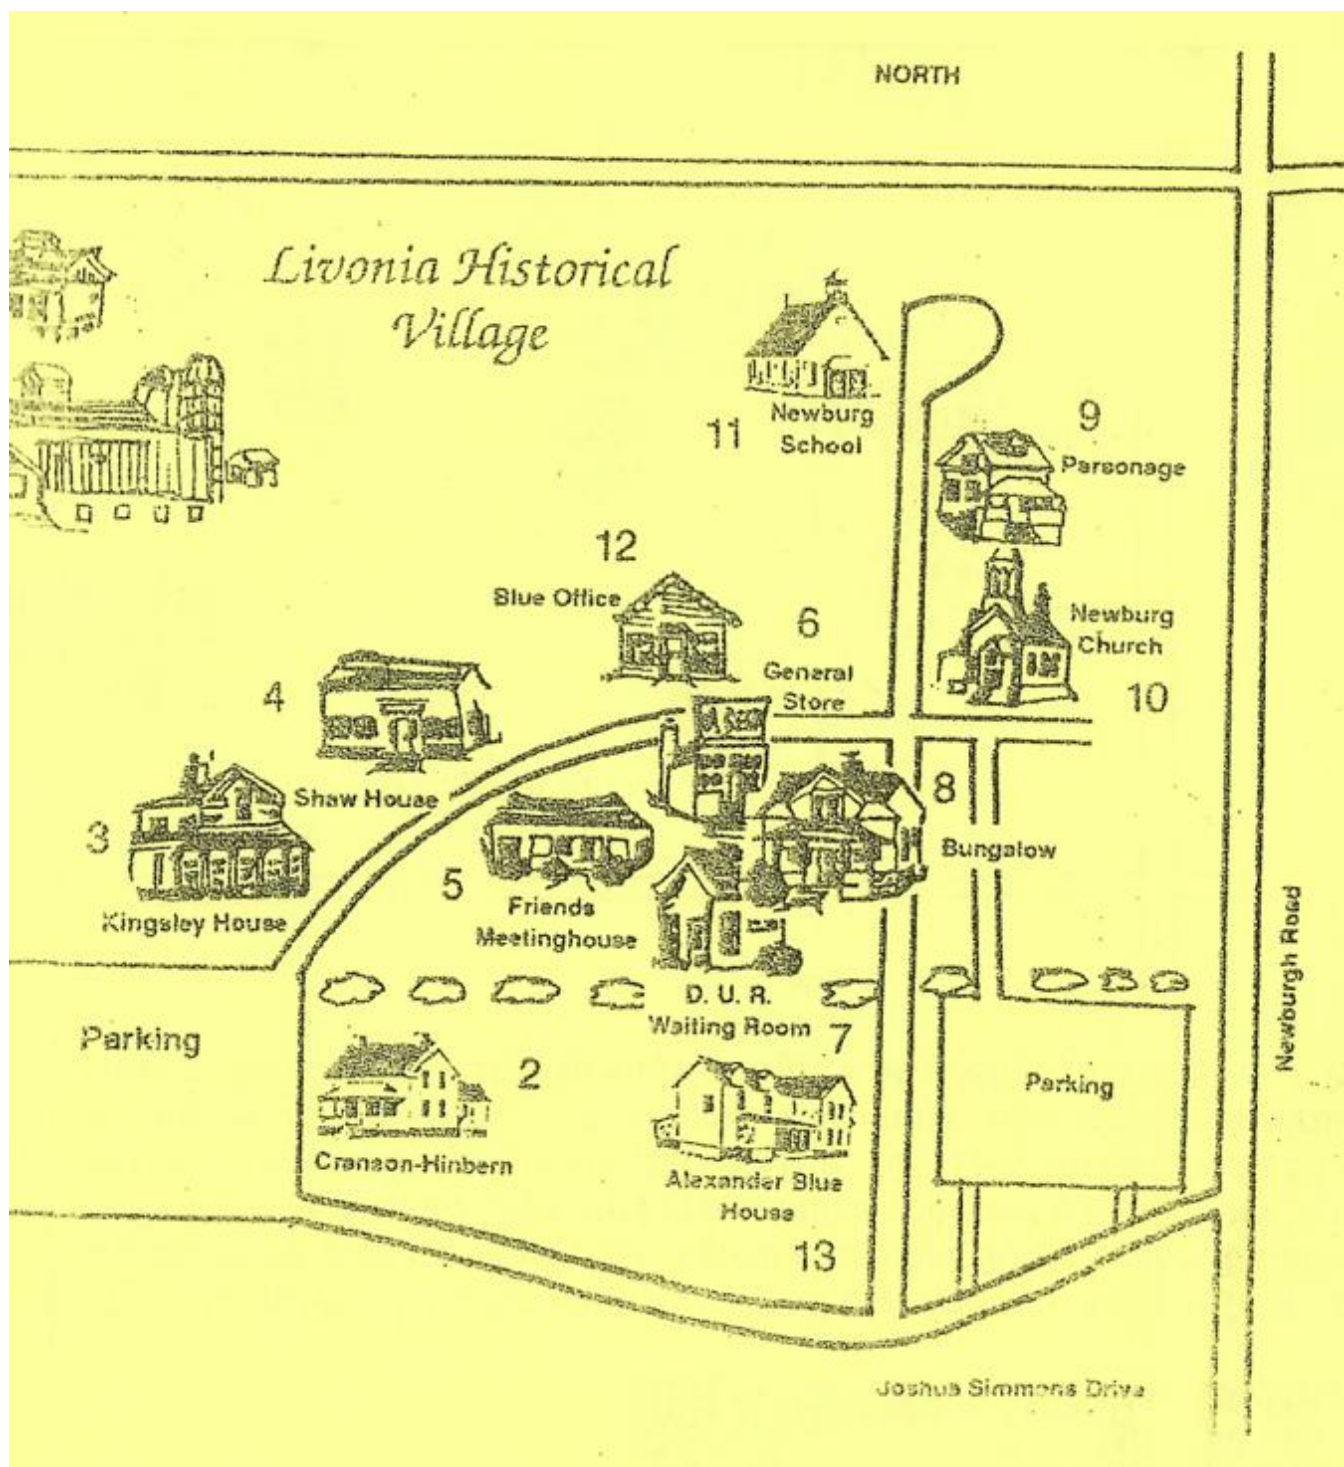 NORTH
Livonia Historical
Village
Newburg
School
11
9
Parsonage
12
Blue Office
6
General
Store
Newburg
Church
10
4
Shaw House
3
Kingsley House
8
Bungalow
5
Friends
Meetinghouse
D. U. R.
Waiting Room
7
Parking
2
Cranson-Hinbern
Alexander Blue
House
13
Parking
Newburgh Road
Joshua Simmons Drive